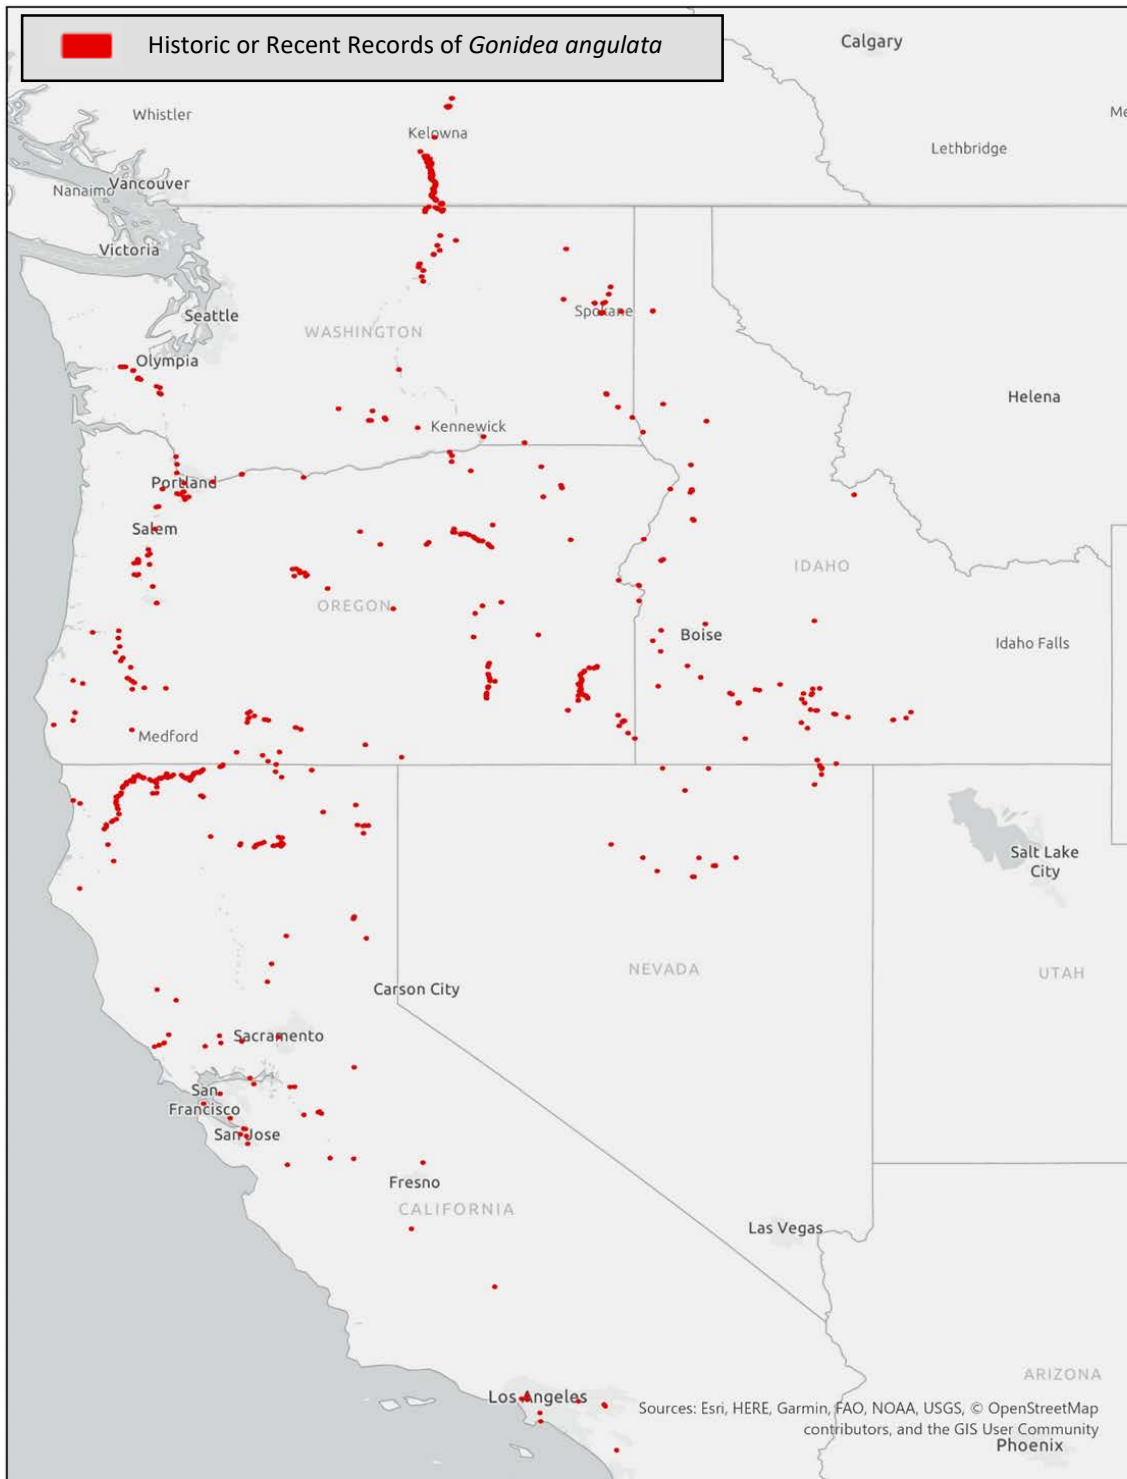 Historic or Recent Records of Gonidea angulata
Calgary
Whistler
Kelowna
Lethbridge
Nanaimo
Vancouver
Victoria
Seattle
Spokane
WASHINGTON
Olympia
Helena
Kennewick
Portland
Salem
IDAHO
OREGON
Boise
Idaho Falls
Medford
Salt Lake
City
NEVADA
UTAH
Carson City
Sacramento
San
Francisco
San Jose
Fresno
CALIFORNIA
Las Vegas
ARIZONA
Los Angeles
Sources: Esri, HERE, Garmin, FAO, NOAA, USGS, © OpenStreetMap
contributors, and the GIS User Community
Phoenix